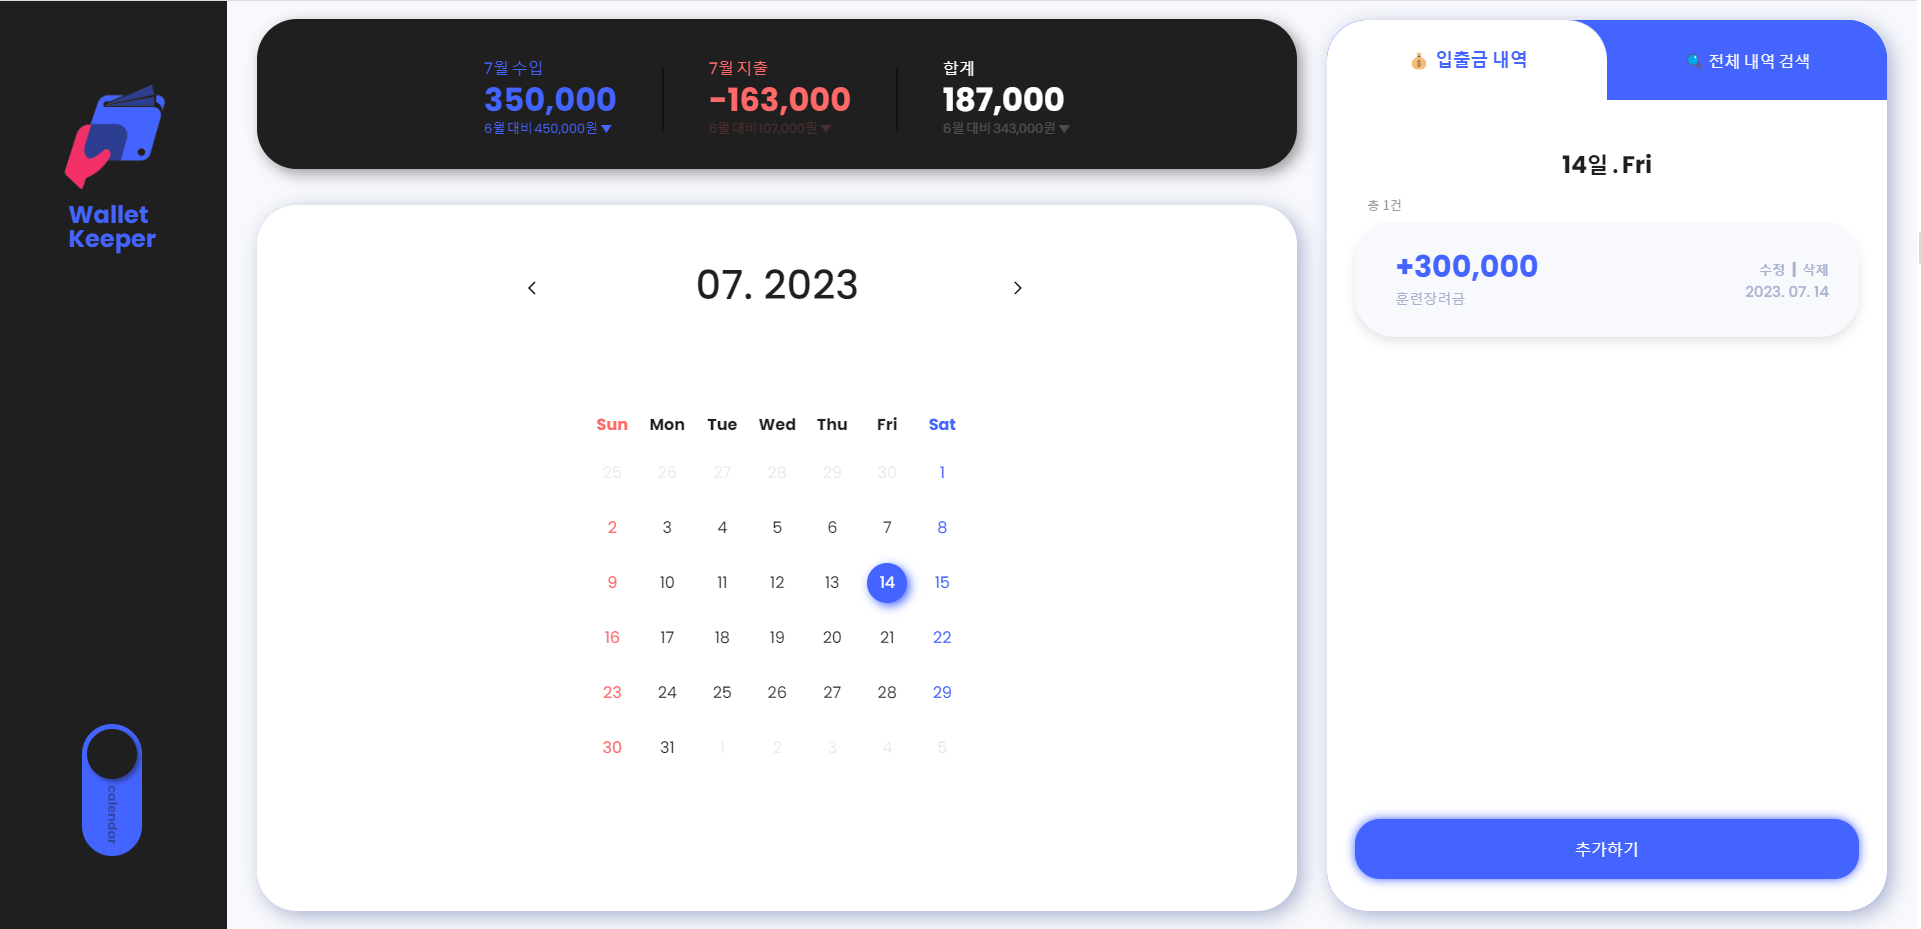 Wallet
Keeper
calendar
7월 수입
350,000
6월 대비 450,000원 ▼
7월 지출
-163,000
6월 대비 107,000원 ▼
합계
187,000
6월 대비 343,000원 ▼
07. 2023
Sun Mon Tue Wed Thu Fri Sat
25 26 27 28 29 30 1
2 3 4 5 6 7 8
9 10 11 12 13 14 15
16 17 18 19 20 21 22
23 24 25 26 27 28 29
30 31 1 2 3 4 5
💰 입출금 내역
🔍 전체 내역 검색
14일 . Fri
총 1건
+300,000
훈련장려금
수정 | 삭제
2023. 07. 14
추가하기